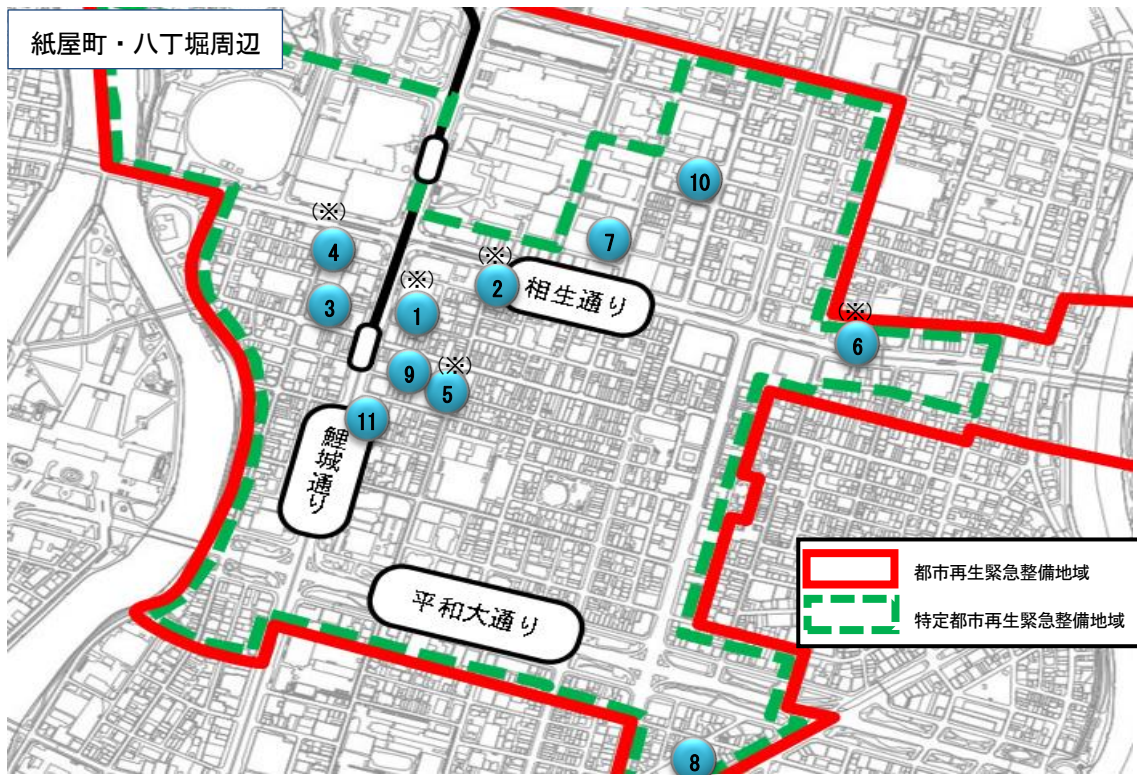 紙屋町・八丁堀周辺
10
(※)
4
7
(※)
2
相生通り
(※)
1
3
(※)
6
9
(※)
5
11
鯉城通り
都市再生緊急整備地域
特定都市再生緊急整備地域
平和大通り
8